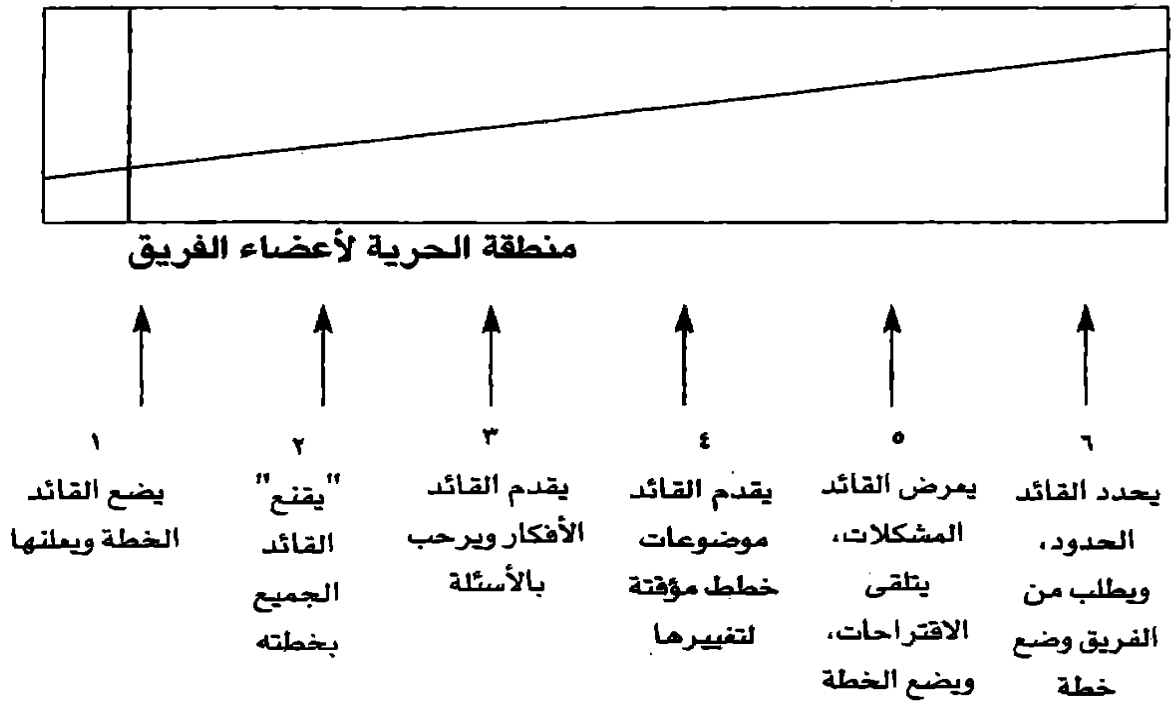 منطقة الحرية لأعضاء الفريق
١
يضع القائد
الخطة ويعلنها
٢
"يقنع"
القائد
الجميع
بخطته
٣
يقدم القائد
الأفكار ويرحب
بالأسئلة
٤
يقدم القائد
موضوعات
خطط مؤقتة
لتغييرها
٥
يعرض القائد
المشكلات،
يتلقى
الاقتراحات،
ويضع الخطة
٦
يحدد القائد
الحدود،
ويطلب من
الفريق وضع
خطة